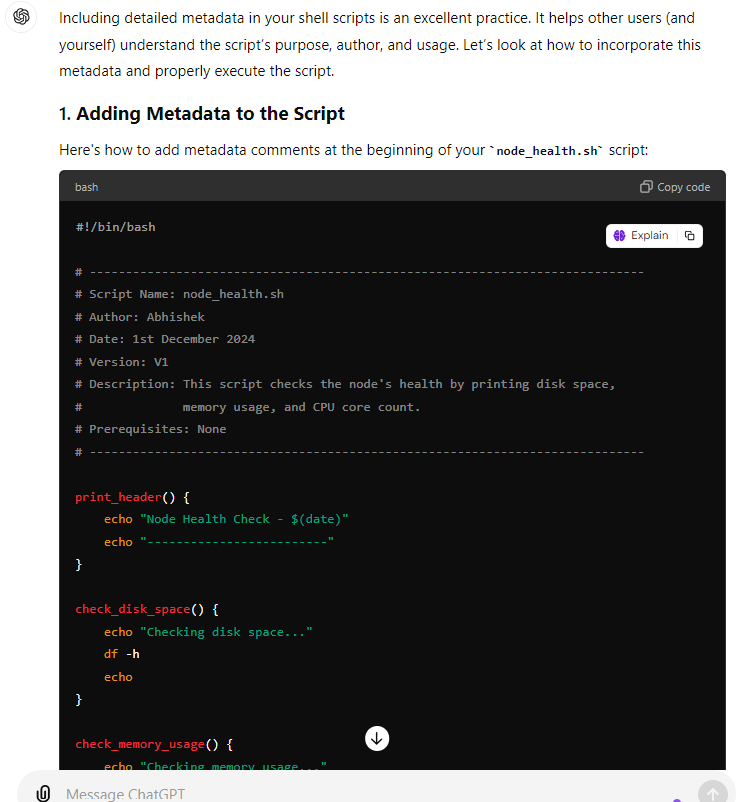 Including detailed metadata in your shell scripts is an excellent practice. It helps other users (and
yourself) understand the script's purpose, author, and usage. Let's look at how to incorporate this
metadata and properly execute the script.
1. Adding Metadata to the Script
Here's how to add metadata comments at the beginning of your `node_health.sh` script:
bash Copy code
#!/bin/bash
Explain
# -----------------------------------------------------------------------------
# Script Name: node_health.sh
# Author: Abhishek
# Date: 1st December 2024
# Version: V1
# Description: This script checks the node's health by printing disk space,
#              memory usage, and CPU core count.
# Prerequisites: None
# -----------------------------------------------------------------------------
print_header() {
    echo "Node Health Check - $(date)"
    echo "-------------------------"
}
check_disk_space() {
    echo "Checking disk space..."
    df -h
    echo
}
check_memory_usage() {
    echo "Checking memory usage..."
Message ChatGPT